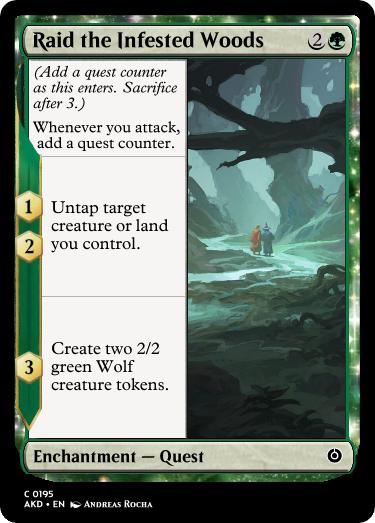 Raid the Infested Woods 2
(Add a quest counter
as this enters. Sacrifice
after 3.)
Whenever you attack,
add a quest counter.
1
2
Untap target
creature or land
you control.
3
Create two 2/2
green Wolf
creature tokens.
Enchantment — Quest
C 0195
AKD • EN Andreas Rocha